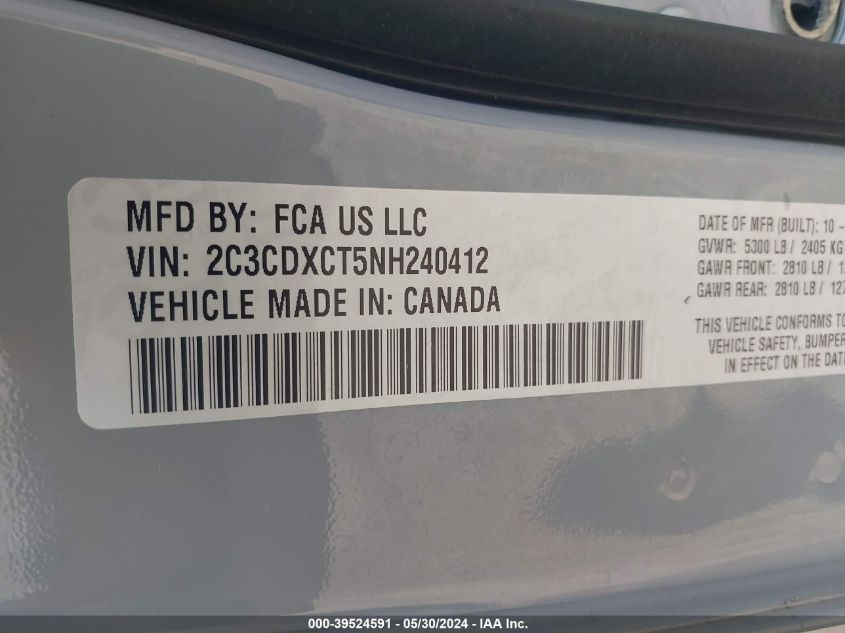 MFD BY: FCA US LLC
VIN: 2C3CDXCT5NH240412
VEHICLE MADE IN: CANADA
DATE OF MFR (BUILT): 10 -
GVWR: 5300 LB / 2405 KG
GAWR FRONT: 2810 LB / 12
GAWR REAR: 2810 LB / 127
THIS VEHICLE CONFORMS TO
VEHICLE SAFETY, BUMPER
IN EFFECT ON THE DAT
000-39524591 - 05/30/2024 - IAA Inc.